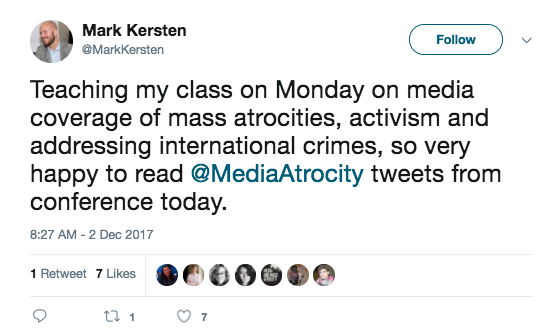 Mark Kersten
@MarkKersten
Follow
Teaching my class on Monday on media
coverage of mass atrocities, activism and
addressing international crimes, so very
happy to read @MediaAtrocity tweets from
conference today.
8:27 AM - 2 Dec 2017
1 Retweet 7 Likes
1 7